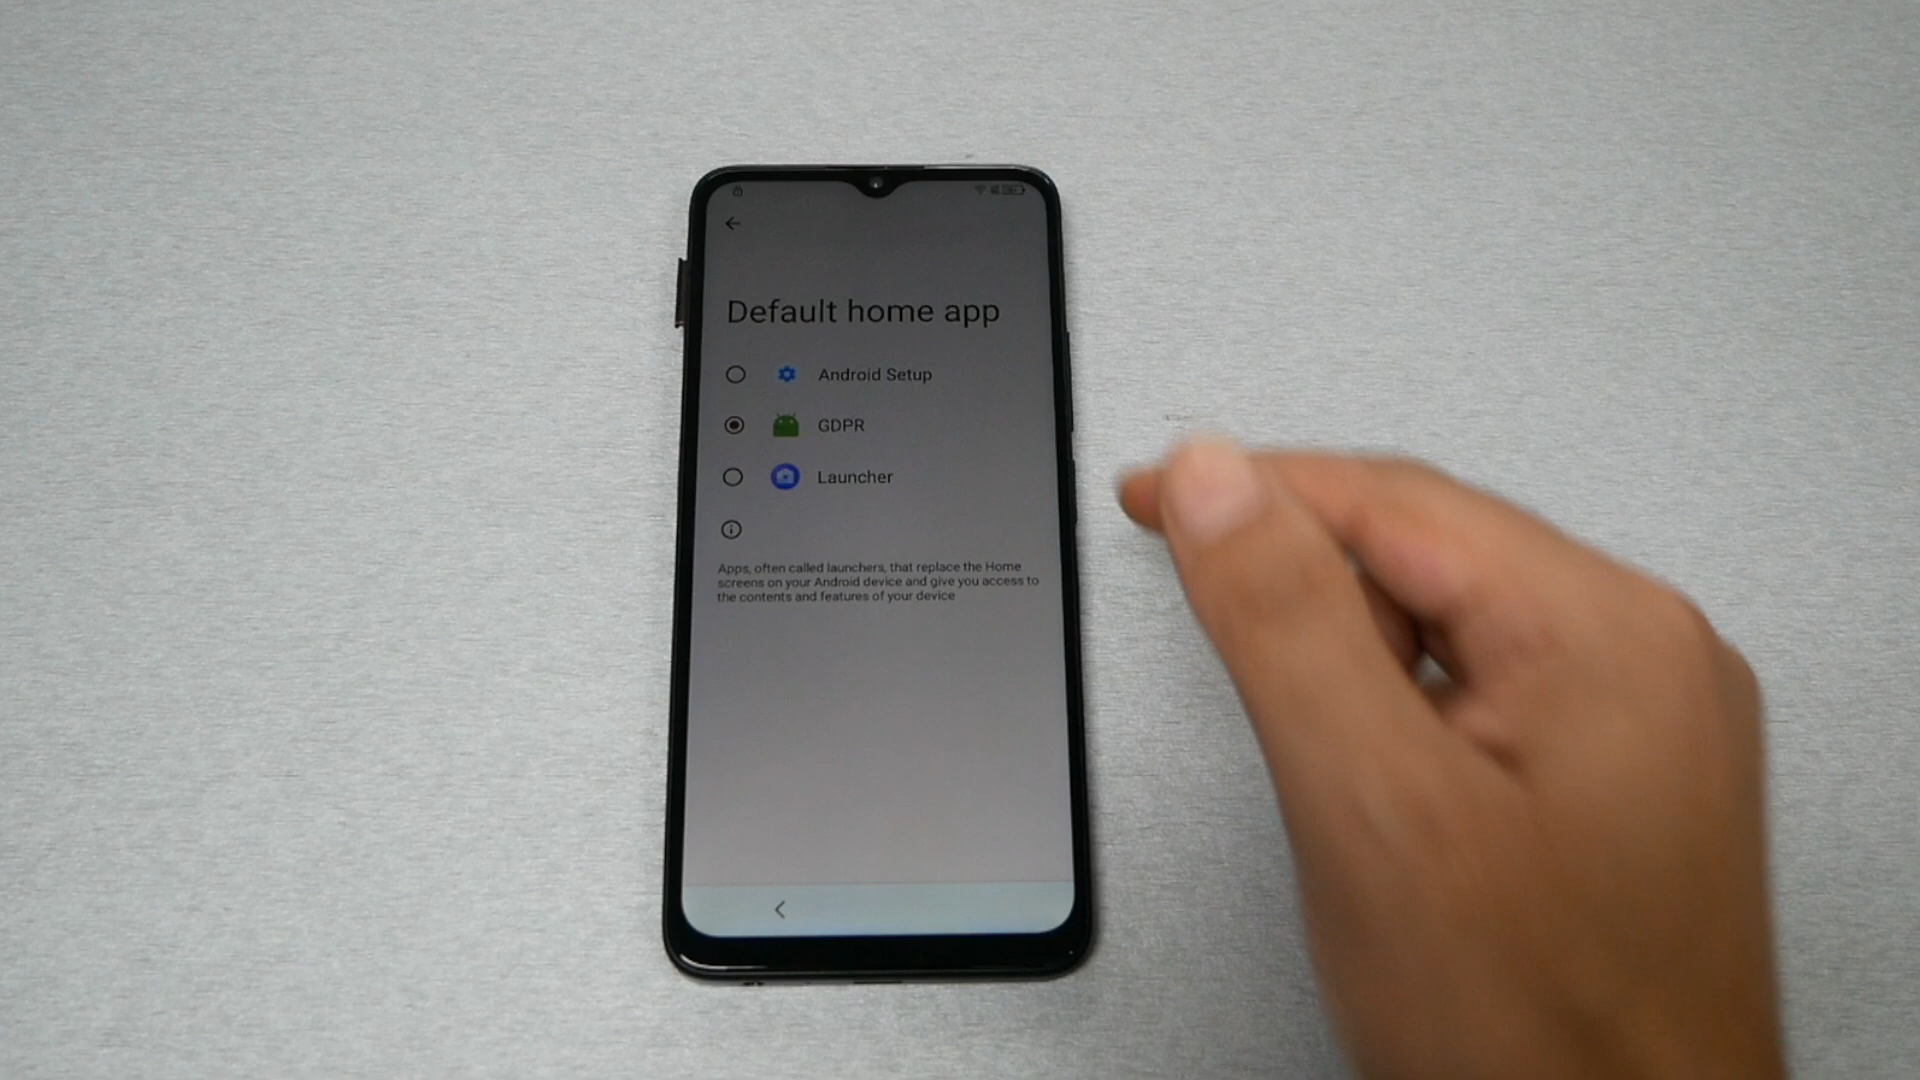 Default home app
Android Setup
GDPR
Launcher
Apps, often called launchers, that replace the Home
screens on your Android device and give you access to
the contents and features of your device